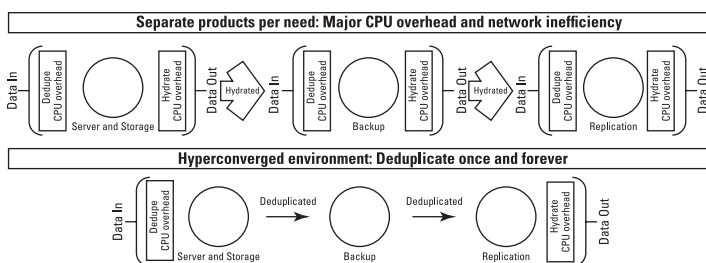 Separate products per need: Major CPU overhead and network inefficiency
Data In
Dedupe
CPU overhead
Server and Storage
Hydrate
CPU overhead
Data Out
Hydrated
Data In
Dedupe
CPU overhead
Backup
Hydrate
CPU overhead
Data Out
Hydrated
Data In
Dedupe
CPU overhead
Replication
Hydrate
CPU overhead
Data Out
Hyperconverged environment: Deduplicate once and forever
Data In
Dedupe
CPU overhead
Server and Storage
Deduplicated
Backup
Deduplicated
Replication
Hydrate
CPU overhead
Data Out